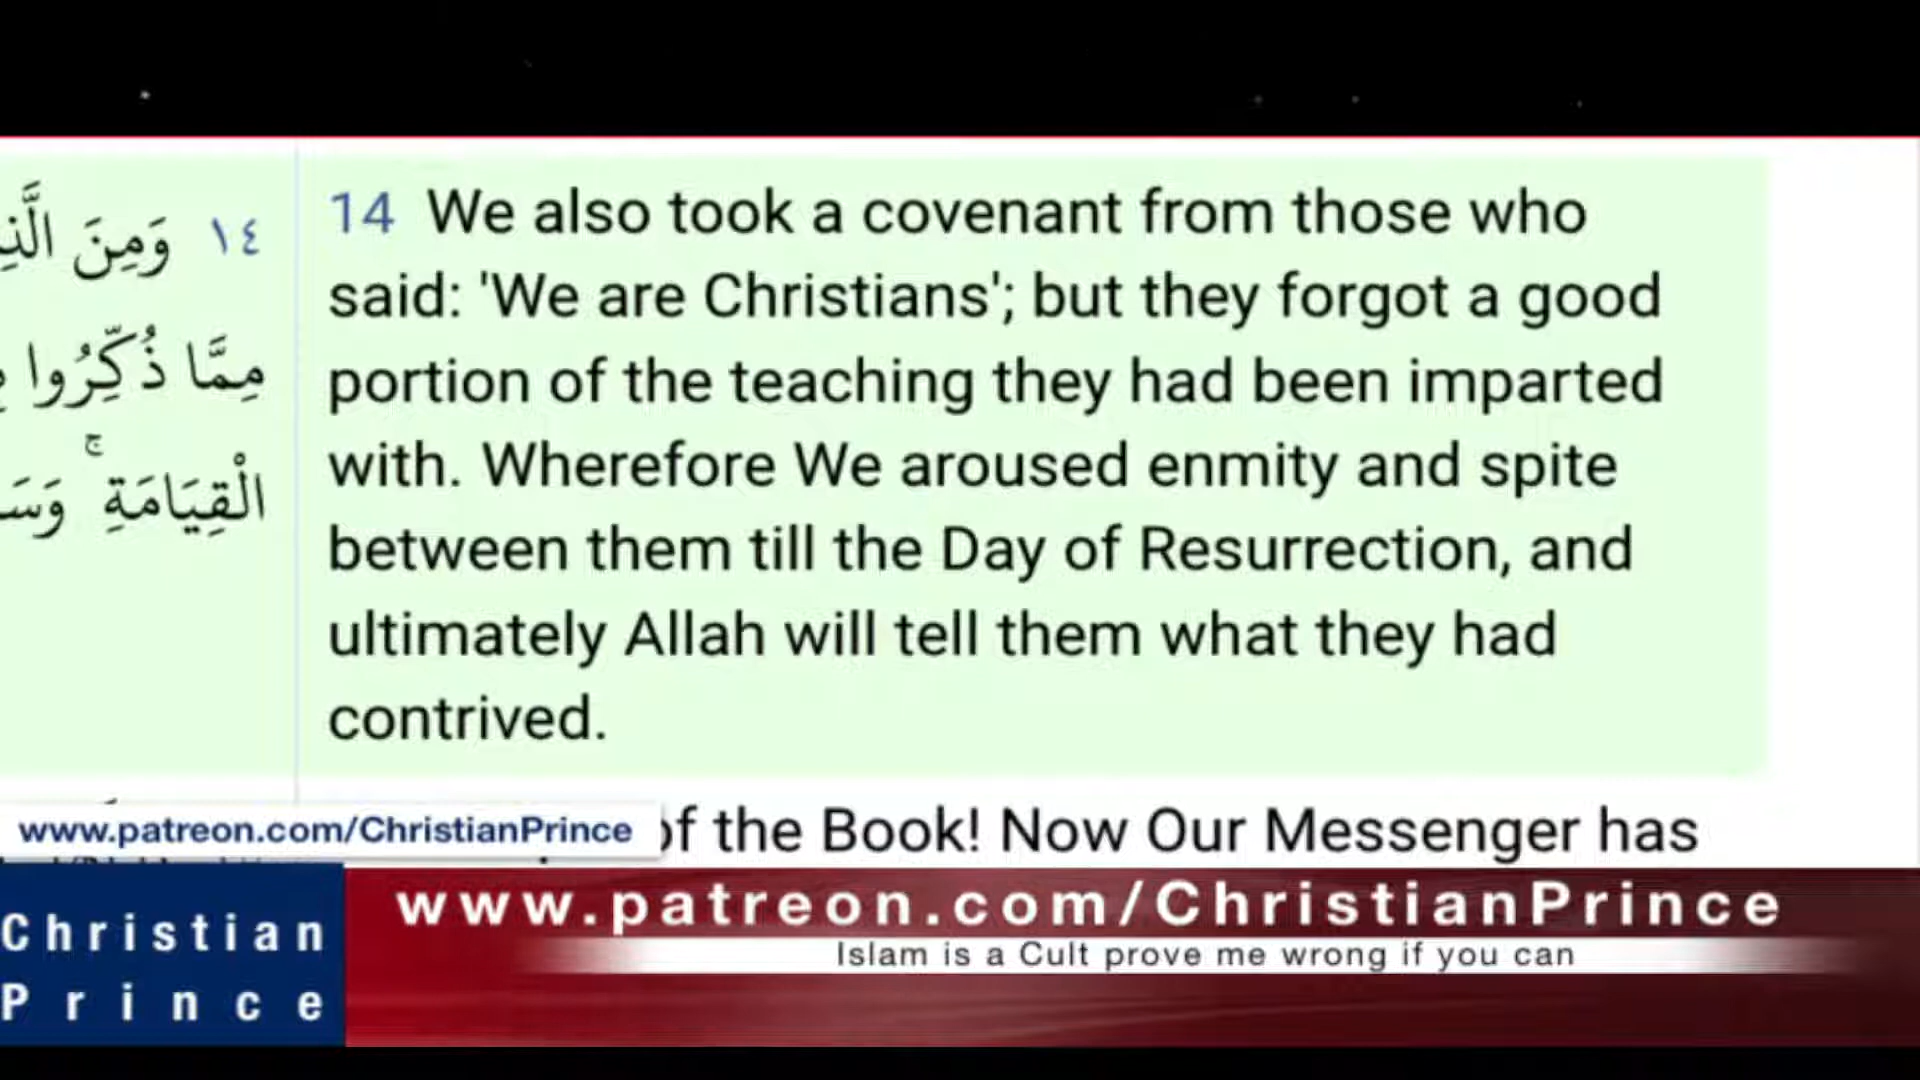 ١٤ وَمِنَ
مِمَّا ذُكِّرُوا
الْقِيَامَةِ ۚ
14 We also took a covenant from those who
said: 'We are Christians'; but they forgot a good
portion of the teaching they had been imparted
with. Wherefore We aroused enmity and spite
between them till the Day of Resurrection, and
ultimately Allah will tell them what they had
contrived.
of the Book! Now Our Messenger has
www.patreon.com/ChristianPrince
www.patreon.com/ChristianPrince
Islam is a Cult prove me wrong if you can
Christian
Prince